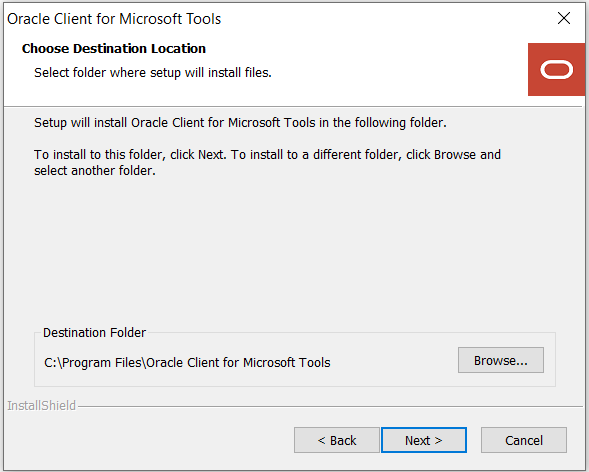 Oracle Client for Microsoft Tools
Choose Destination Location
Select folder where setup will install files.
Setup will install Oracle Client for Microsoft Tools in the following folder.
To install to this folder, click Next. To install to a different folder, click Browse and
select another folder.
Destination Folder
C:\Program Files\Oracle Client for Microsoft Tools
Browse...
InstallShield
< Back
Next >
Cancel